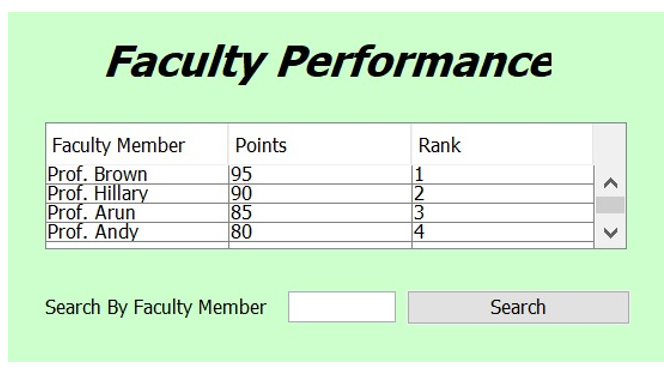 Faculty Performance
Faculty Member Points Rank
Prof. Brown 95 1
Prof. Hillary 90 2
Prof. Arun 85 3
Prof. Andy 80 4
Search By Faculty Member Search